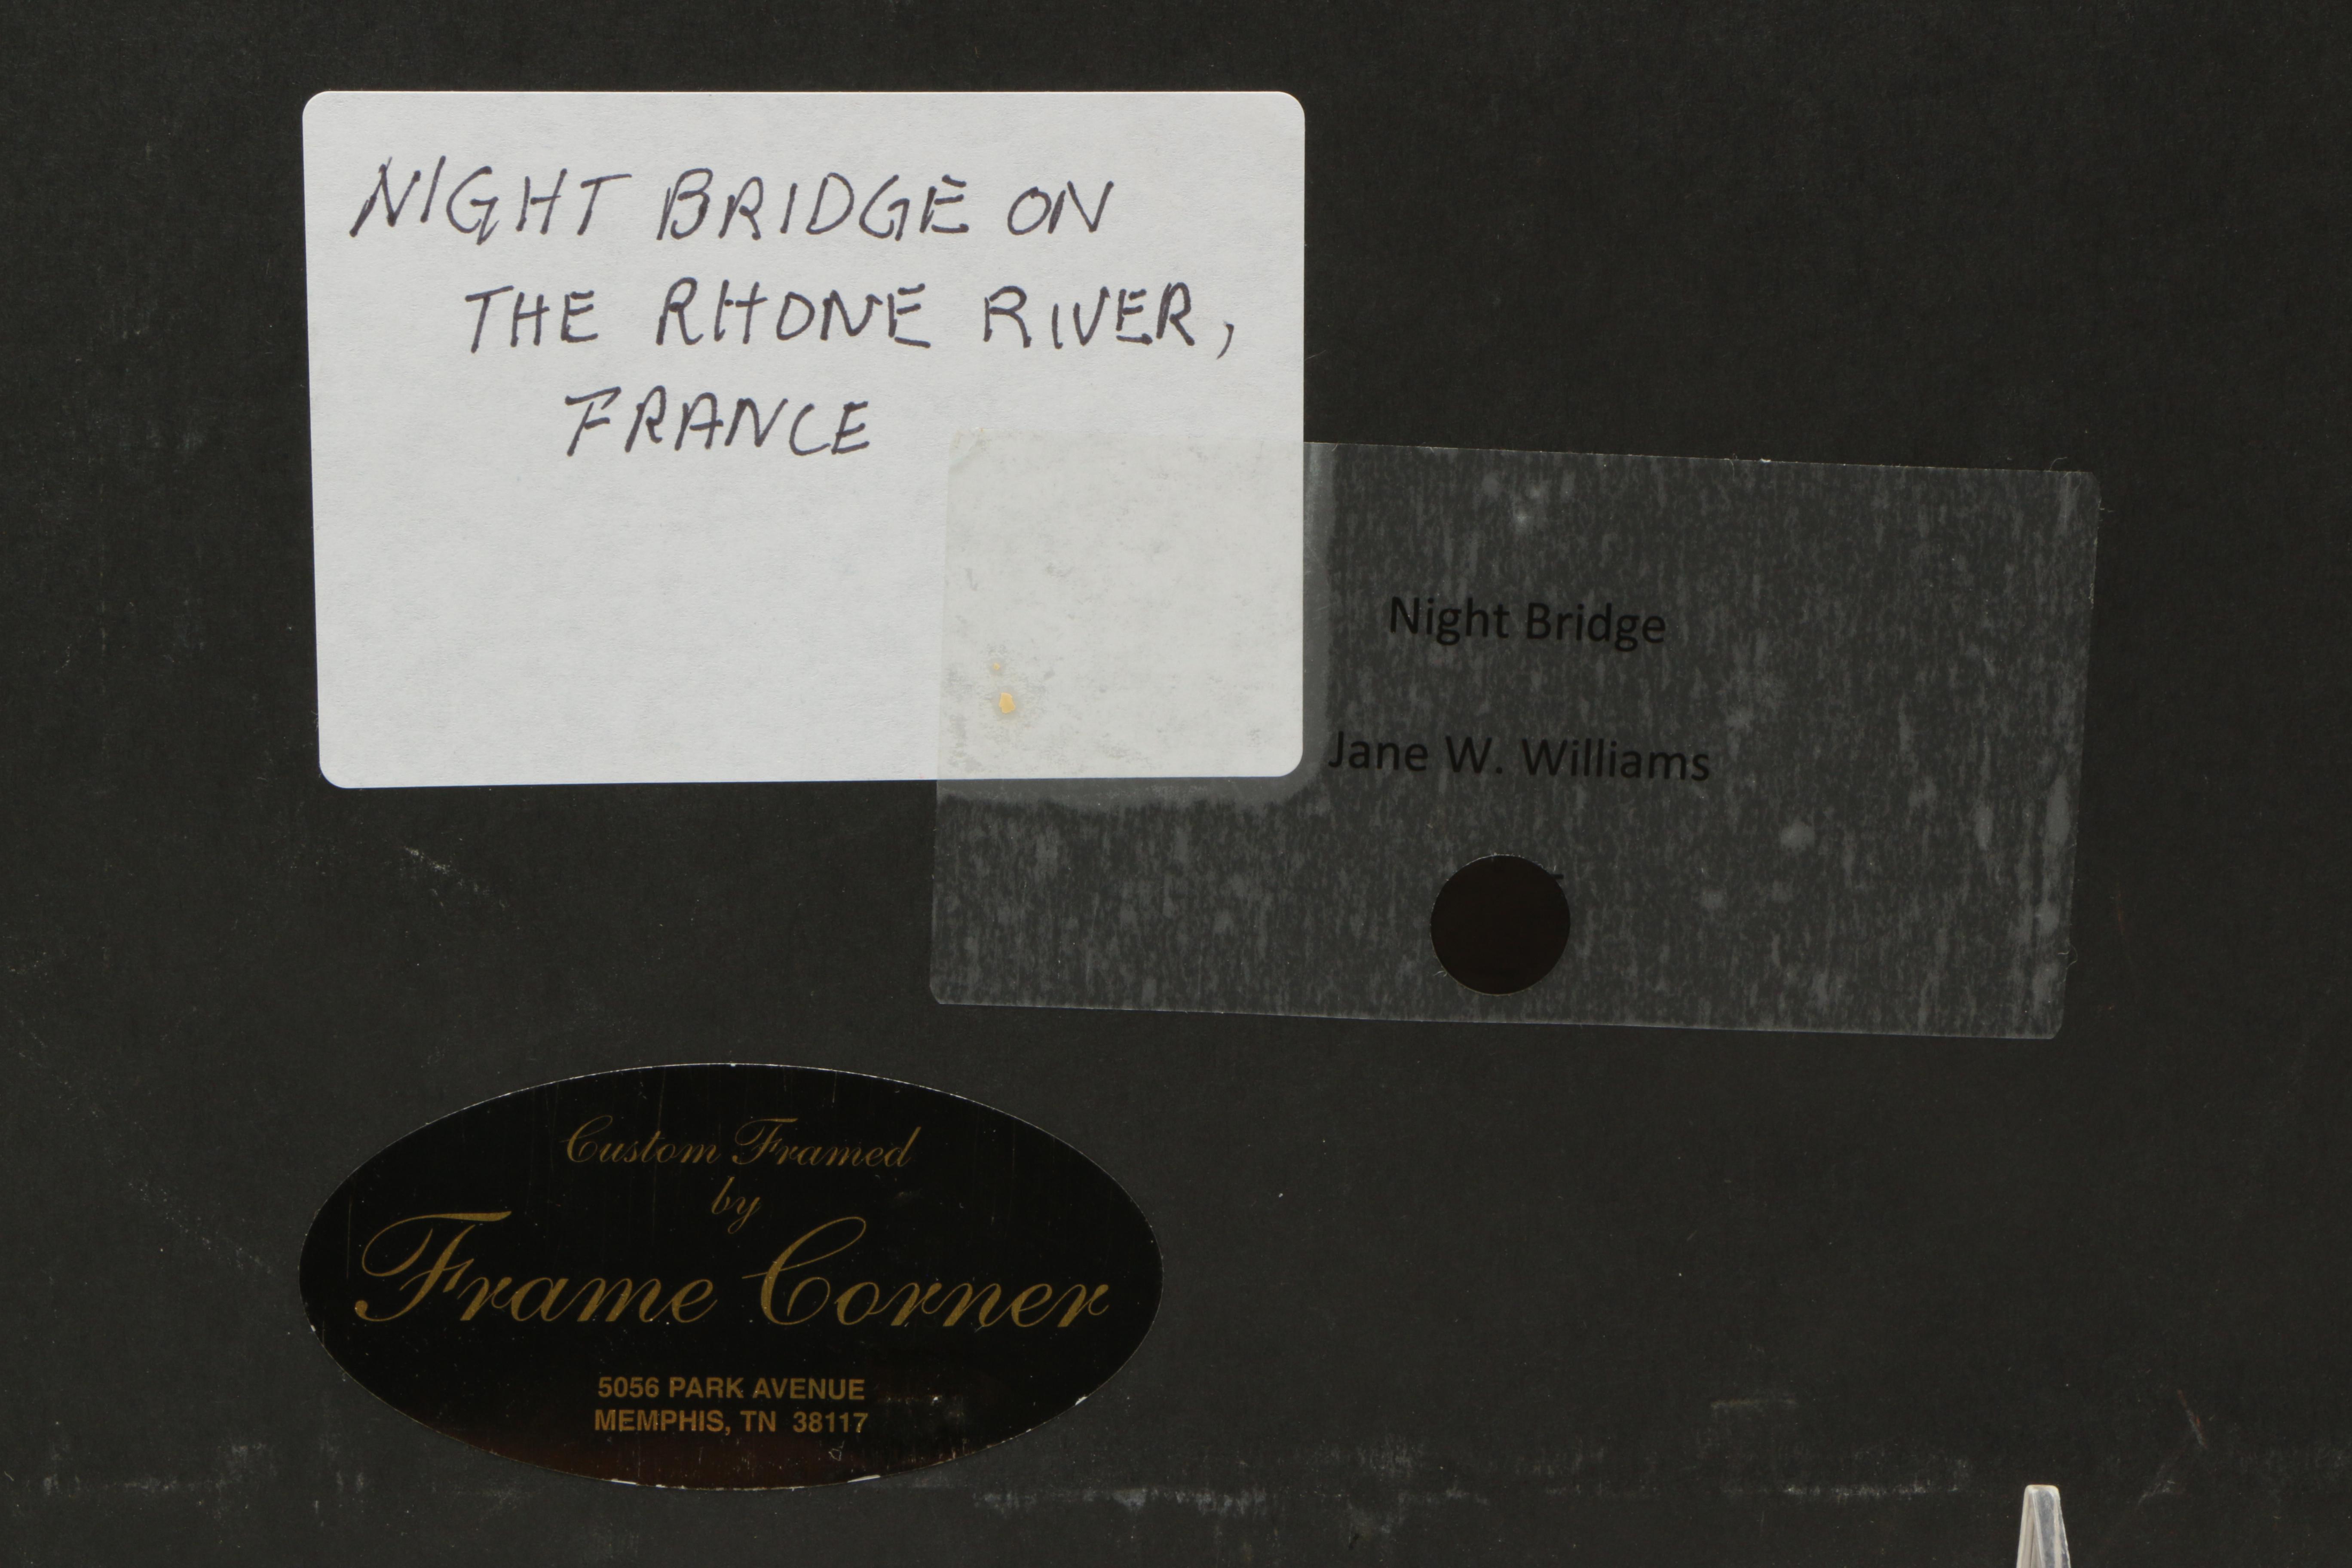 NIGHT BRIDGE ON
THE RHONE RIVER,
FRANCE
Night Bridge
Jane W. Williams
Custom Framed
by
Frame Corner
5056 PARK AVENUE
MEMPHIS, TN 38117